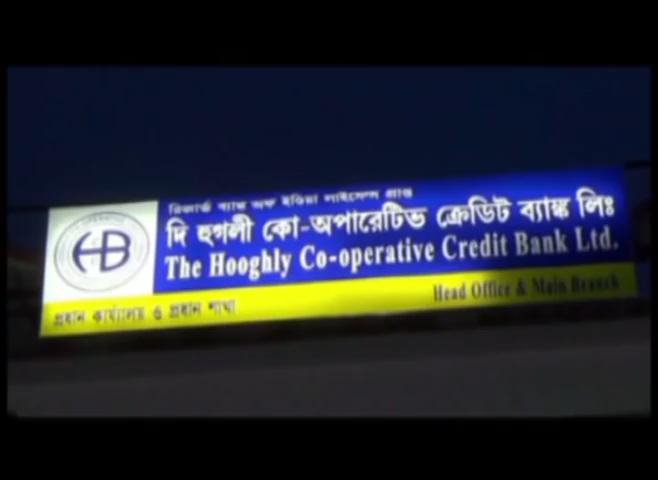 রিজার্ভ ব্যাঙ্ক অফ ইন্ডিয়া লাইসেন্স প্রাপ্ত
দি হুগলী কো-অপারেটিভ ক্রেডিট ব্যাঙ্ক লিঃ
The Hooghly Co-operative Credit Bank Ltd.
HB
Head Office & Main Branch
প্রধান কার্য্যালয় ও প্রধান শাখা